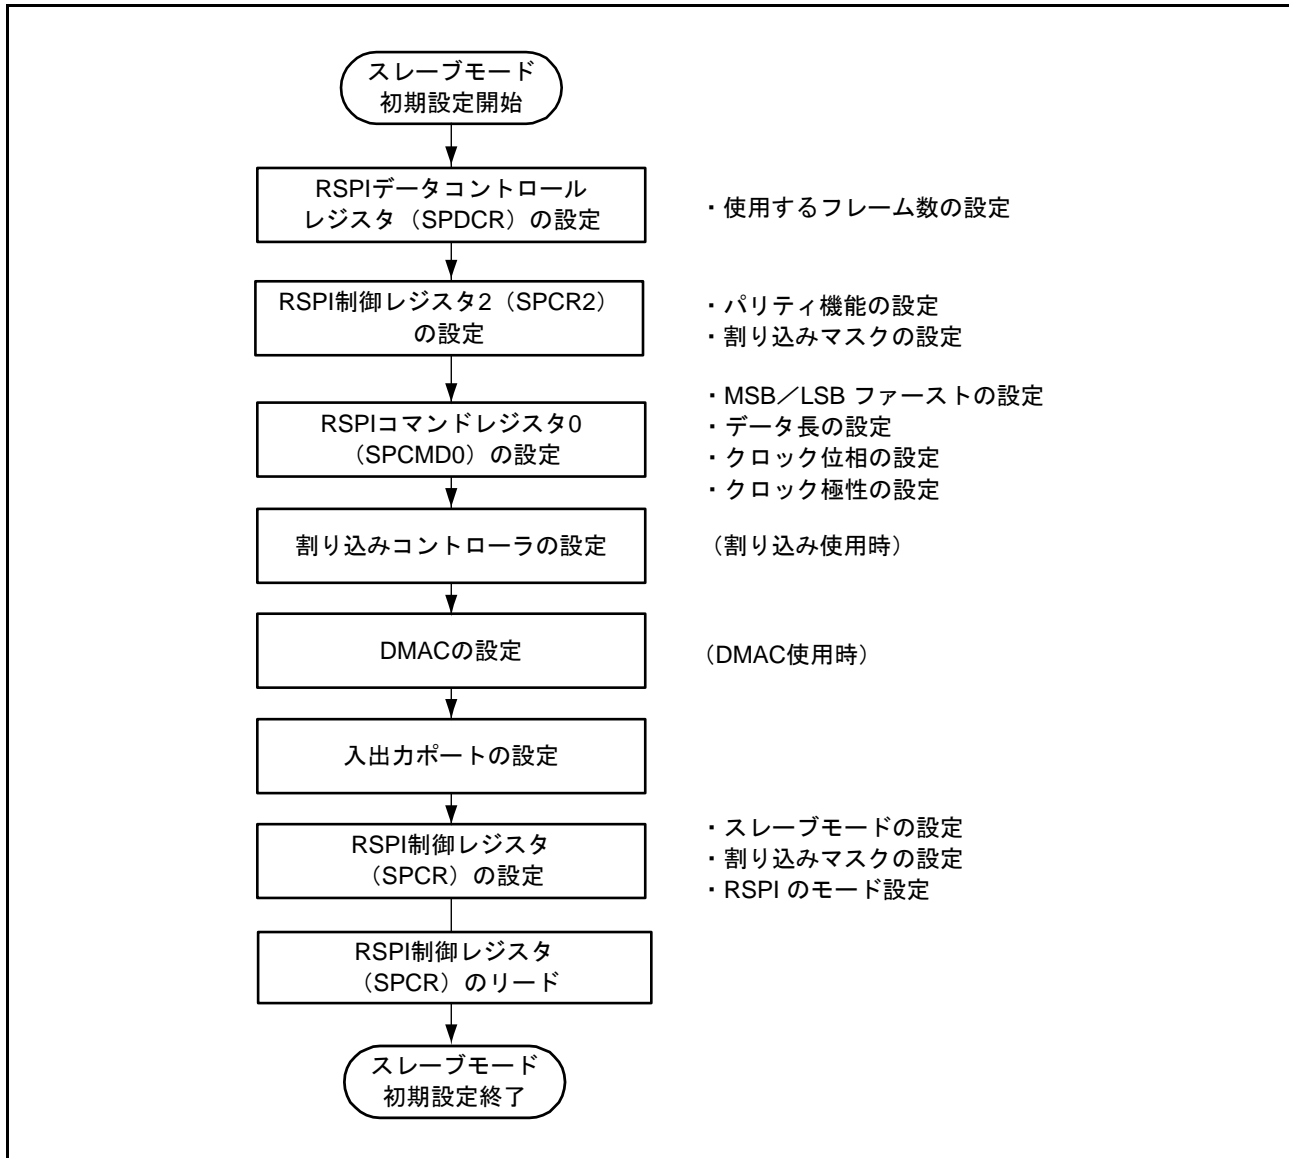 スレーブモード
初期設定開始
RSPIデータコントロール
レジスタ（SPDCR）の設定
・使用するフレーム数の設定
RSPI制御レジスタ2（SPCR2）
の設定
・パリティ機能の設定
・割り込みマスクの設定
RSPIコマンドレジスタ0
（SPCMD0）の設定
・MSB／LSB ファーストの設定
・データ長の設定
・クロック位相の設定
・クロック極性の設定
割り込みコントローラの設定
（割り込み使用時）
DMACの設定
（DMAC使用時）
入出力ポートの設定
RSPI制御レジスタ
（SPCR）の設定
・スレーブモードの設定
・割り込みマスクの設定
・RSPI のモード設定
RSPI制御レジスタ
（SPCR）のリード
スレーブモード
初期設定終了